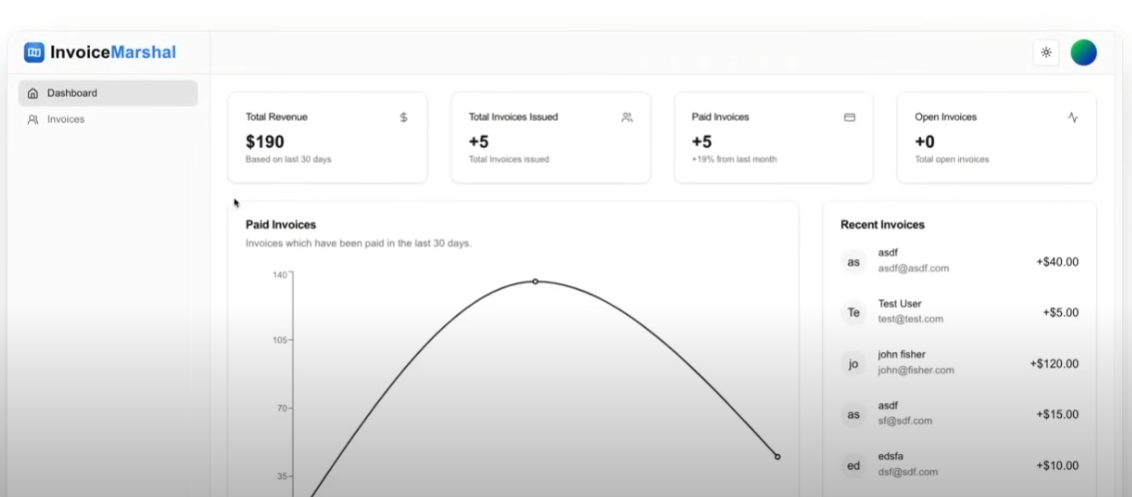 InvoiceMarshal
Dashboard
Invoices
Total Revenue
$190
Based on last 30 days
Total Invoices Issued
+5
Total Invoices issued
Paid Invoices
+5
+19% from last month
Open Invoices
+0
Total open invoices
Paid Invoices
Invoices which have been paid in the last 30 days.
140
105
70
35
Recent Invoices
as
asdf
asdf@asdf.com
+$40.00
Te
Test User
test@test.com
+$5.00
jo
john fisher
john@fisher.com
+$120.00
as
asdf
sf@sdf.com
+$15.00
ed
edsfa
dsf@sdf.com
+$10.00